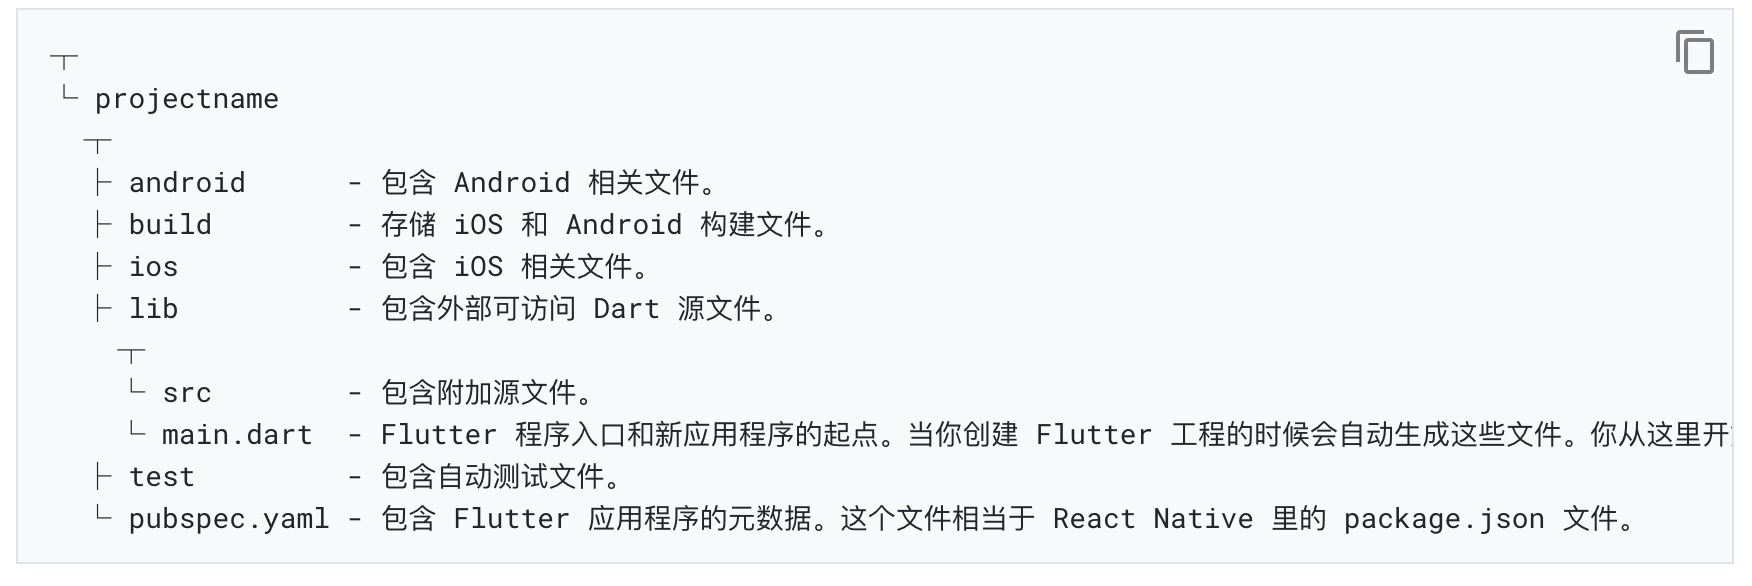 ┬
└ projectname
┬
├ android      - 包含 Android 相关文件。
├ build        - 存储 iOS 和 Android 构建文件。
├ ios          - 包含 iOS 相关文件。
├ lib          - 包含外部可访问 Dart 源文件。
┬
└ src        - 包含附加源文件。
└ main.dart  - Flutter 程序入口和新应用程序的起点。当你创建 Flutter 工程的时候会自动生成这些文件。你从这里开
├ test         - 包含自动测试文件。
└ pubspec.yaml - 包含 Flutter 应用程序的元数据。这个文件相当于 React Native 里的 package.json 文件。